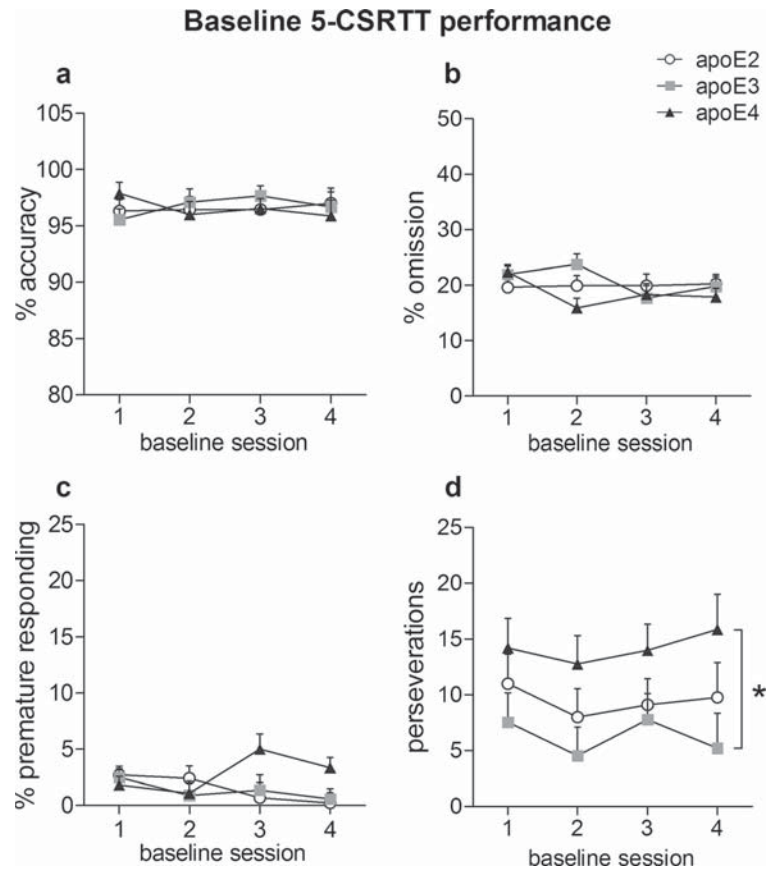 Baseline 5-CSRTT performance
a
105
100
95
90
85
80
% accuracy
1 2 3 4
baseline session
b
apoE2
apoE3
apoE4
50
40
30
20
10
0
% omission
1 2 3 4
baseline session
c
25
20
15
10
5
0
% premature responding
1 2 3 4
baseline session
d
25
20
15
10
5
0
perseverations
*
1 2 3 4
baseline session